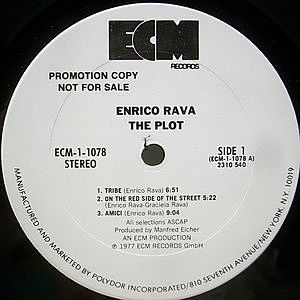 ECM
RECORDS
PROMOTION COPY
NOT FOR SALE
ENRICO RAVA
THE PLOT
ECM-1-1078
STEREO
SIDE 1
(ECM-1-1078 A)
2310 540
1. TRIBE (Enrico Rava) 6:51
2. ON THE RED SIDE OF THE STREET 5:22
(Enrico Rava-Graciela Rava)
3. AMICI (Enrico Rava) 9:04
All selections ASCAP
Produced by Manfred Eicher
AN ECM PRODUCTION
℗ 1977 ECM RECORDS GmbH
MANUFACTURED AND MARKETED BY POLYDOR INCORPORATED/810 SEVENTH AVENUE/NEW YORK, N.Y. 10019